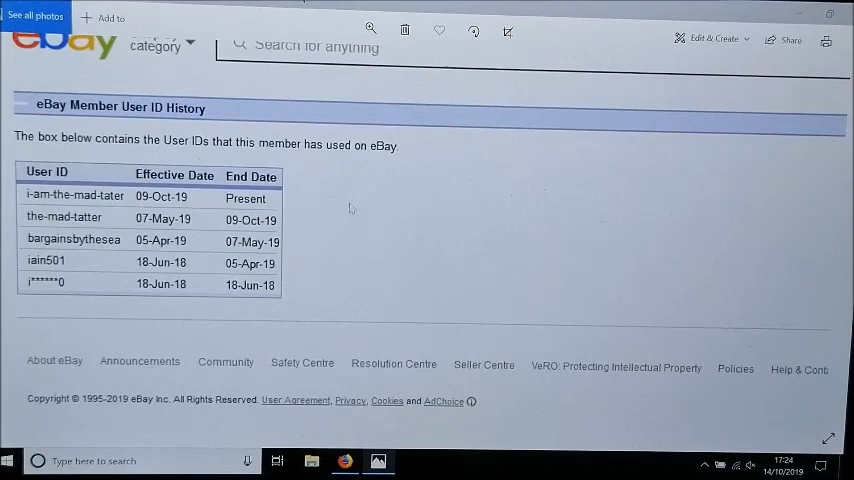 See all photos
Add to
Edit & Create
Share
ebay
category
Search for anything
eBay Member User ID History
The box below contains the User IDs that this member has used on eBay.
User ID Effective Date End Date
i-am-the-mad-tater 09-Oct-19 Present
the-mad-tatter 07-May-19 09-Oct-19
bargainsbythesea 05-Apr-19 07-May-19
iain501 18-Jun-18 05-Apr-19
i******0 18-Jun-18 18-Jun-18
About eBay Announcements Community Safety Centre Resolution Centre Seller Centre VeRO: Protecting Intellectual Property Policies Help & Cont
Copyright © 1995-2019 eBay Inc. All Rights Reserved. User Agreement, Privacy, Cookies and AdChoice
Type here to search
17:24
14/10/2019